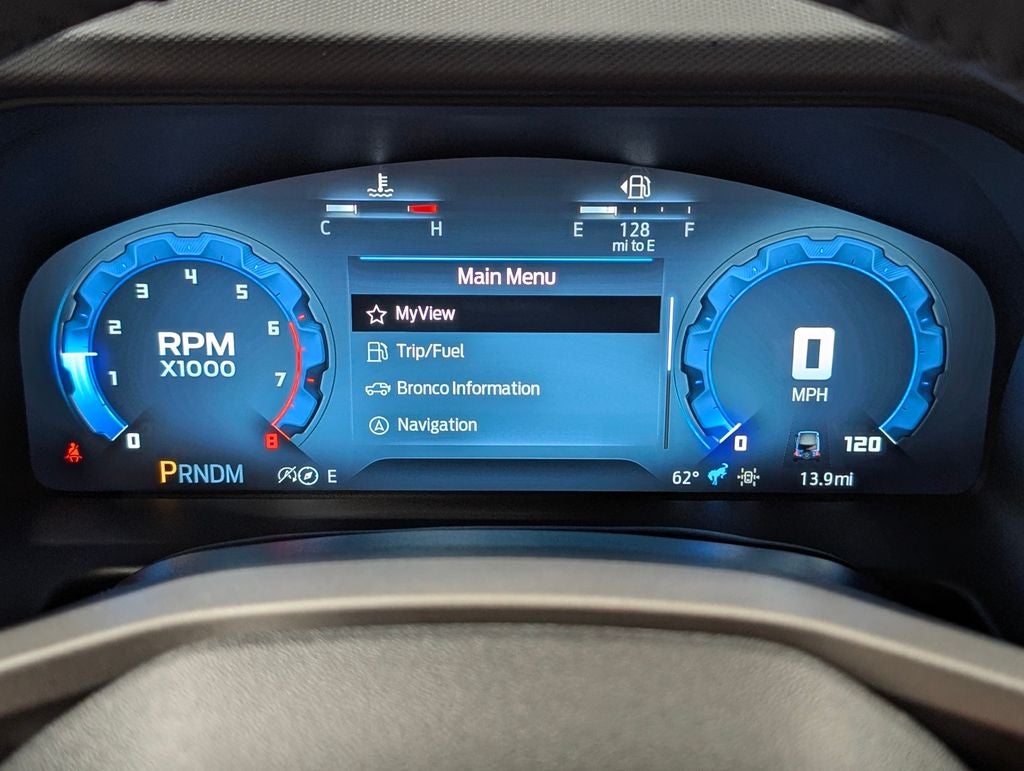 C H
E 128 F
mi to E
Main Menu
MyView
Trip/Fuel
Bronco Information
Navigation
0 1 2 3 4 5 6 7 8
RPM
X1000
0
MPH
0 120
PRNDM
E
62°
13.9mi